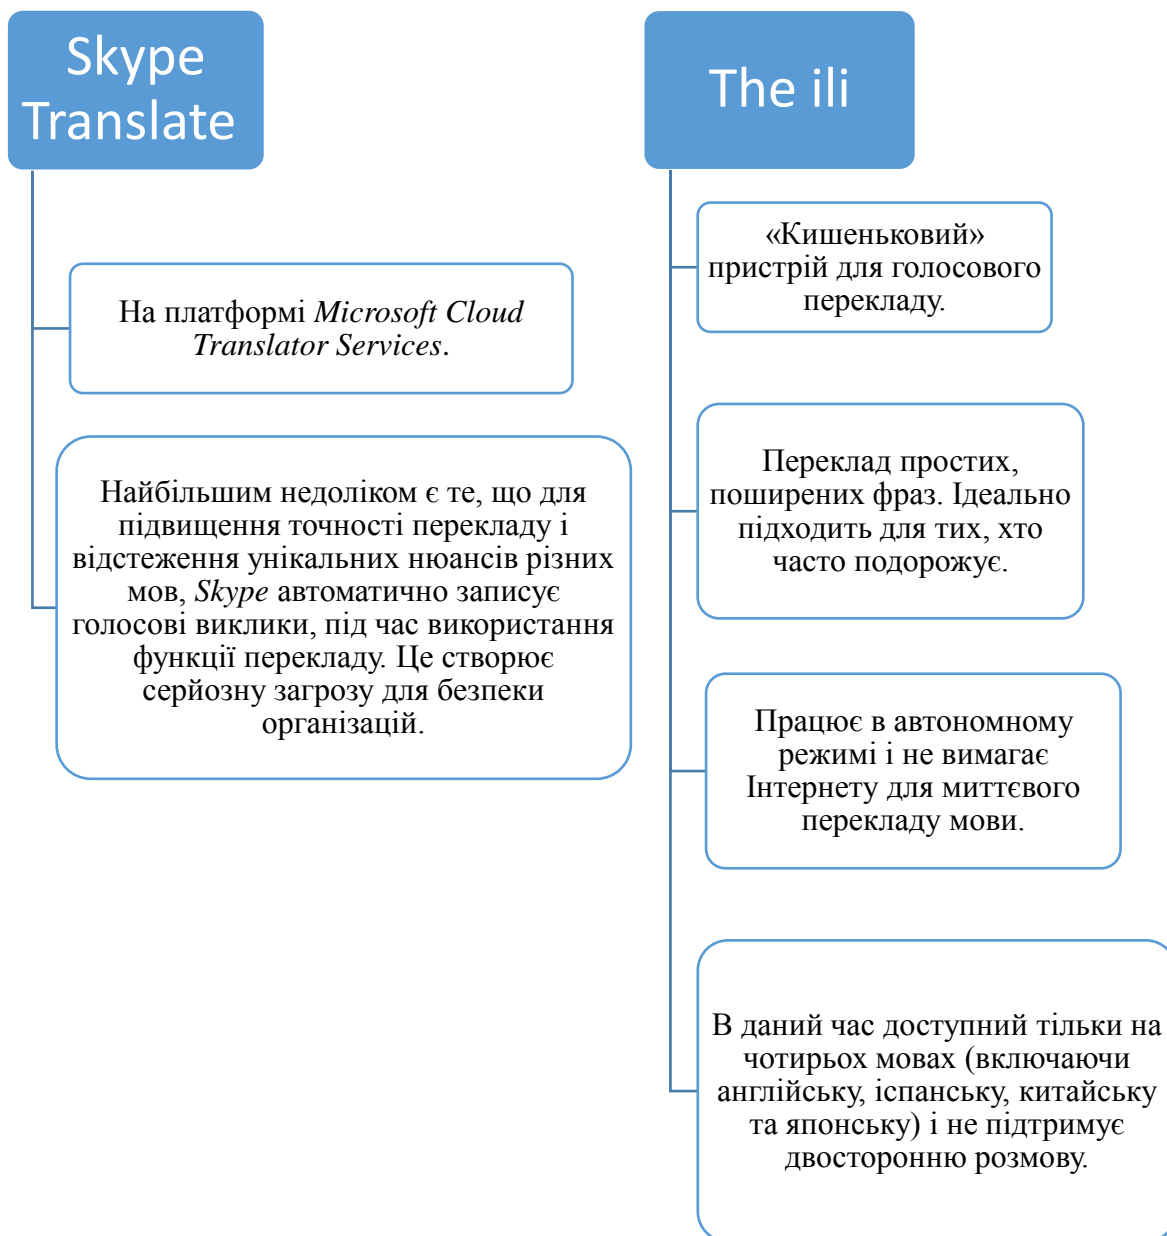 Skype
Translate
На платформі Microsoft Cloud
Translator Services.
Найбільшим недоліком є те, що для
підвищення точності перекладу і
відстеження унікальних нюансів різних
мов, Skype автоматично записує
голосові виклики, під час використання
функції перекладу. Це створює
серйозну загрозу для безпеки
організацій.
The ili
«Кишеньковий»
пристрій для голосового
перекладу.
Переклад простих,
поширених фраз. Ідеально
підходить для тих, хто
часто подорожує.
Працює в автономному
режимі і не вимагає
Інтернету для миттєвого
перекладу мови.
В даний час доступний тільки на
чотирьох мовах (включаючи
англійську, іспанську, китайську
та японську) і не підтримує
двосторонню розмову.